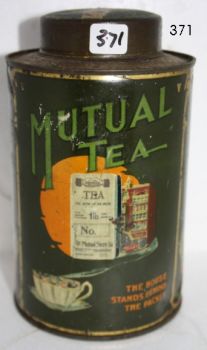 371
371
MUTUAL
TEA
TEA
1lb
No.
THE HOUSE
STANDS BEHIND
THE PACKET